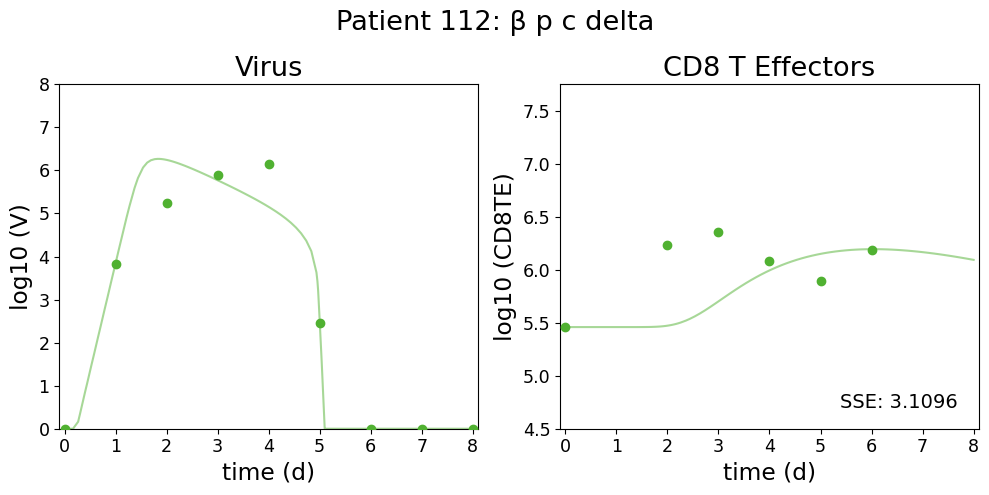 Patient 112: β p c delta
Virus
CD8 T Effectors
log10 (V)
8
7
6
5
4
3
2
1
0
0 1 2 3 4 5 6 7 8
time (d)
log10 (CD8TE)
7.5
7.0
6.5
6.0
5.5
5.0
4.5
SSE: 3.1096
0 1 2 3 4 5 6 7 8
time (d)